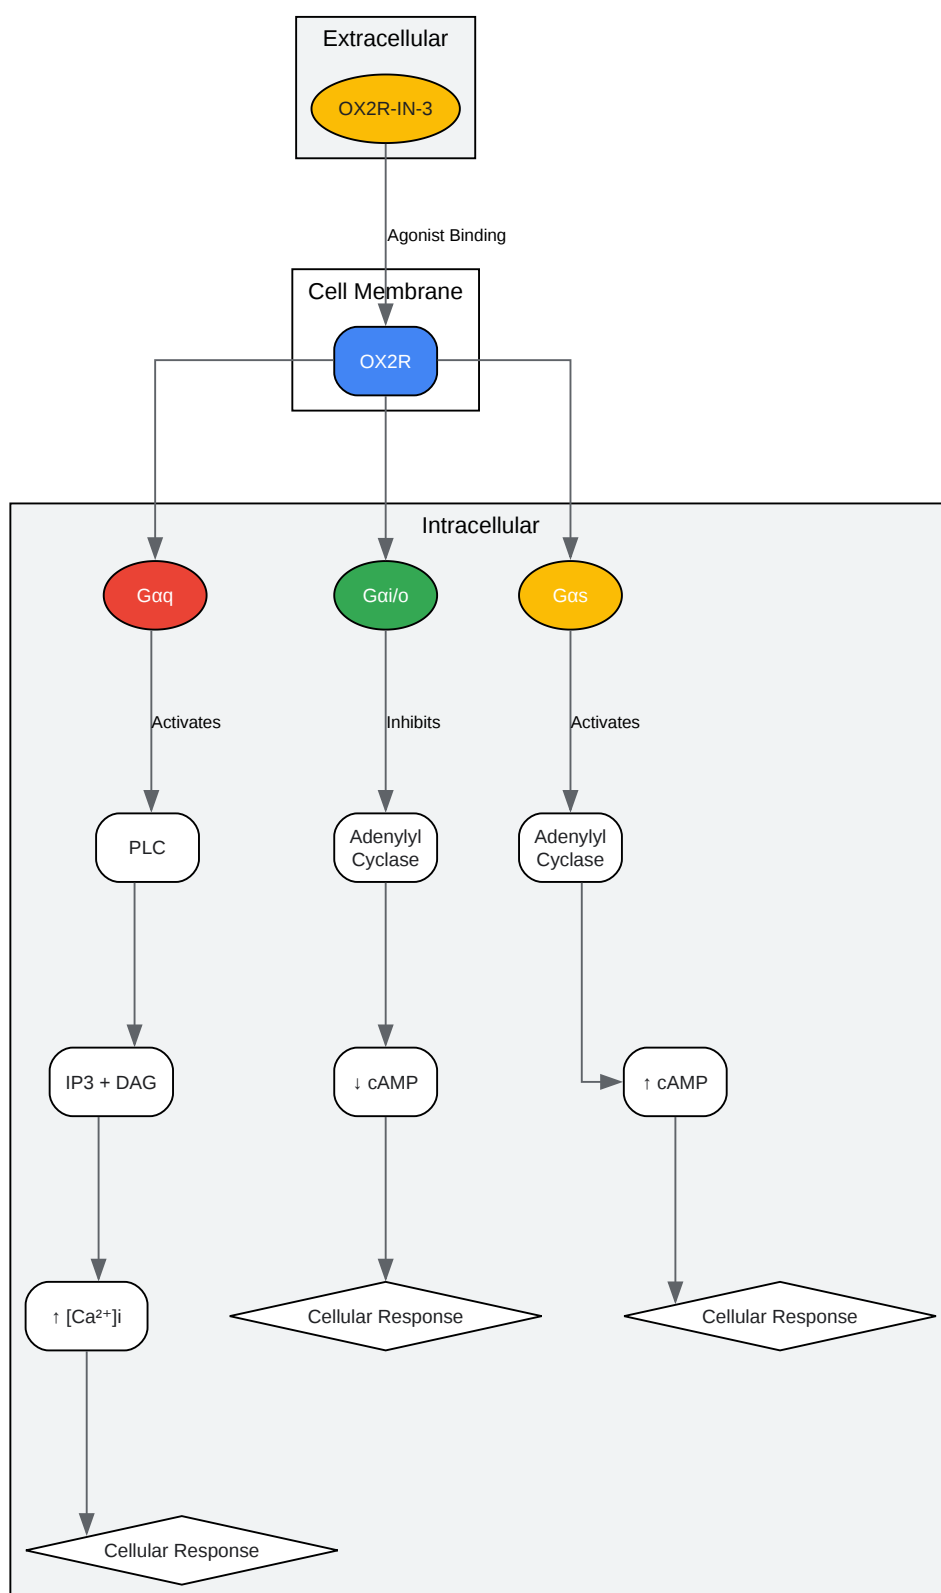 Extracellular
OX2R-IN-3
Agonist Binding
Cell Membrane
OX2R
Intracellular
Gαq
Gαi/o
Gαs
Activates
Inhibits
Activates
PLC
Adenylyl
Cyclase
Adenylyl
Cyclase
IP3 + DAG
↓ cAMP
↑ cAMP
↑ [Ca²⁺]i
Cellular Response
Cellular Response
Cellular Response